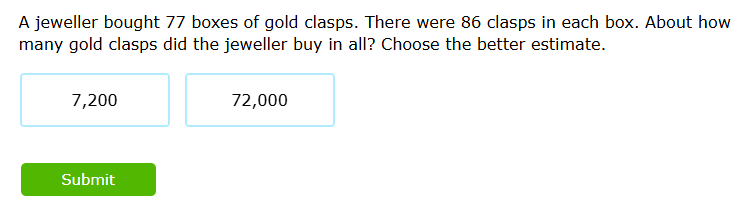 A jeweller bought 77 boxes of gold clasps. There were 86 clasps in each box. About how
many gold clasps did the jeweller buy in all? Choose the better estimate.
7,200
72,000
Submit